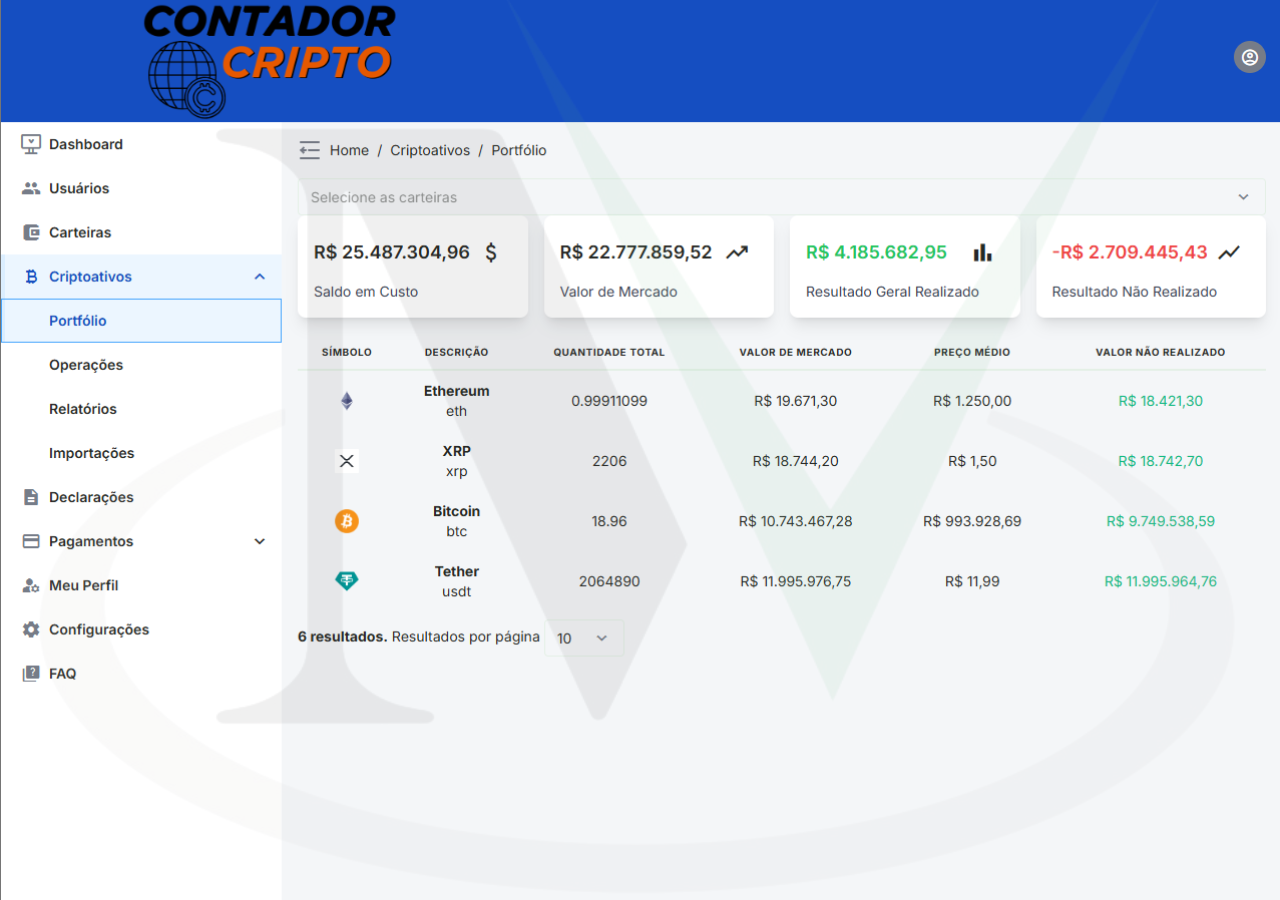 CONTADOR
CRIPTO
Dashboard
Usuários
Carteiras
Criptoativos
Portfólio
Operações
Relatórios
Importações
Declarações
Pagamentos
Meu Perfil
Configurações
FAQ
Home / Criptoativos / Portfólio
Selecione as carteiras
R$ 25.487.304,96 $
Saldo em Custo
R$ 22.777.859,52
Valor de Mercado
R$ 4.185.682,95
Resultado Geral Realizado
-R$ 2.709.445,43
Resultado Não Realizado
SÍMBOLO DESCRIÇÃO QUANTIDADE TOTAL VALOR DE MERCADO PREÇO MÉDIO VALOR NÃO REALIZADO
Ethereum
eth
0.99911099 R$ 19.671,30 R$ 1.250,00 R$ 18.421,30
XRP
xrp
2206 R$ 18.744,20 R$ 1,50 R$ 18.742,70
Bitcoin
btc
18.96 R$ 10.743.467,28 R$ 993.928,69 R$ 9.749.538,59
Tether
usdt
2064890 R$ 11.995.976,75 R$ 11,99 R$ 11.995.964,76
6 resultados. Resultados por página 10